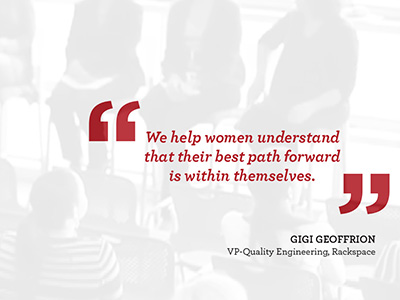 “
We help women understand
that their best path forward
is within themselves.
”
GIGI GEOFFRION
VP-Quality Engineering, Rackspace